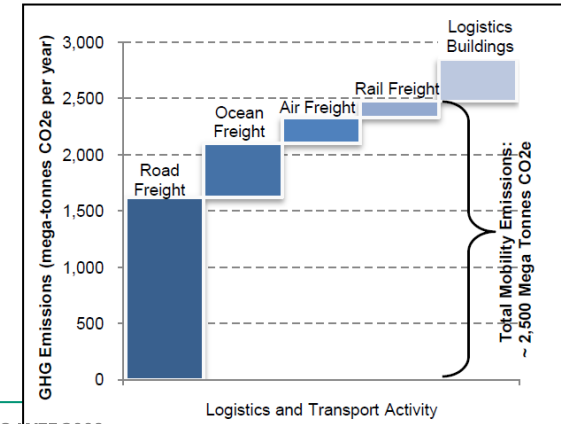 GHG Emissions (mega-tonnes CO2e per year)
3,000
2,500
2,000
1,500
1,000
500
0
Road
Freight
Ocean
Freight
Air Freight
Rail Freight
Logistics
Buildings
Total Mobility Emissions:
~ 2,500 Mega Tonnes CO2e
Logistics and Transport Activity